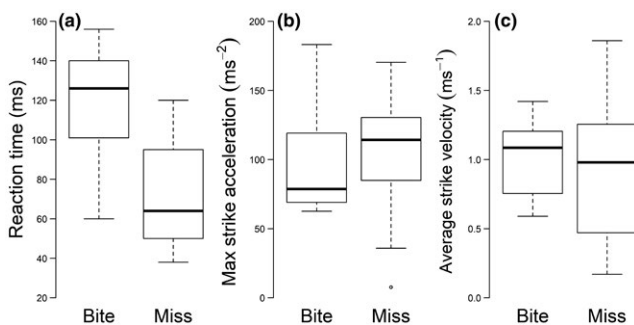 (a)
Reaction time (ms)
160
140
120
100
80
60
40
20
Bite Miss
(b)
Max strike acceleration (ms⁻²)
200
150
100
50
0
Bite Miss
(c)
Average strike velocity (ms⁻¹)
2.0
1.5
1.0
0.5
0.0
Bite Miss